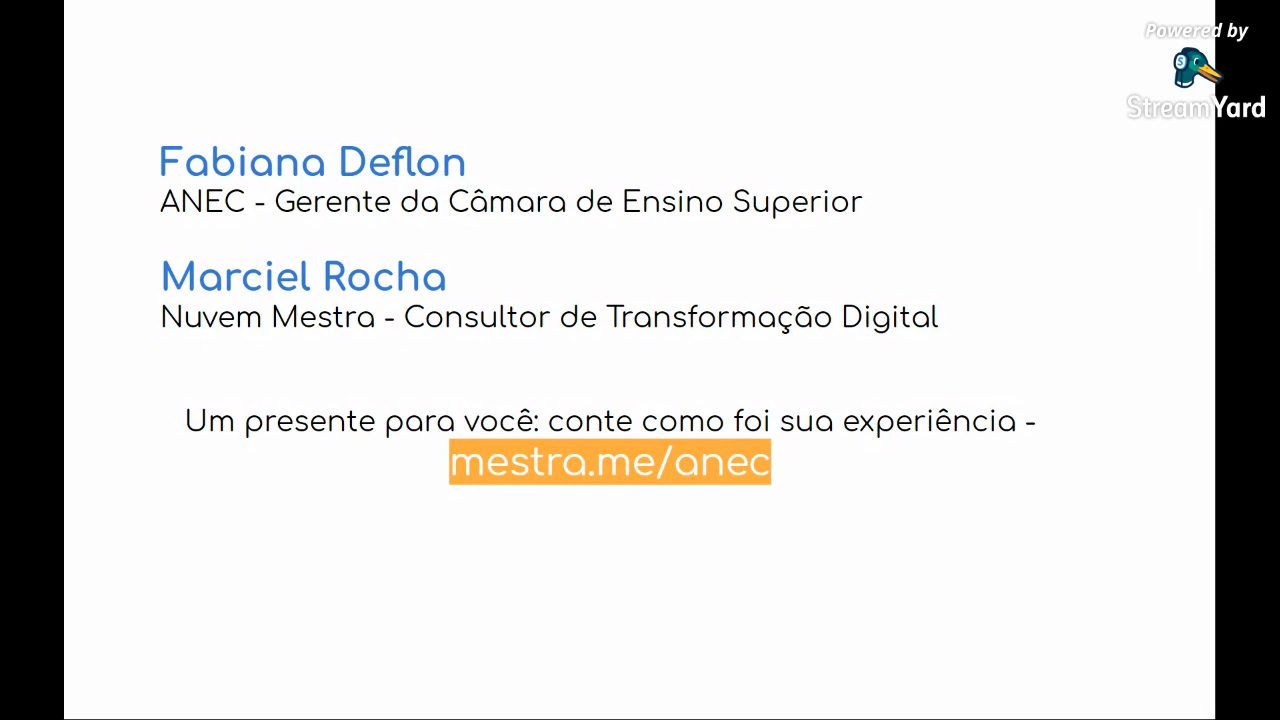 Powered by
StreamYard
Fabiana Deflon
ANEC - Gerente da Câmara de Ensino Superior
Marciel Rocha
Nuvem Mestra - Consultor de Transformação Digital
Um presente para você: conte como foi sua experiência -
mestra.me/anec